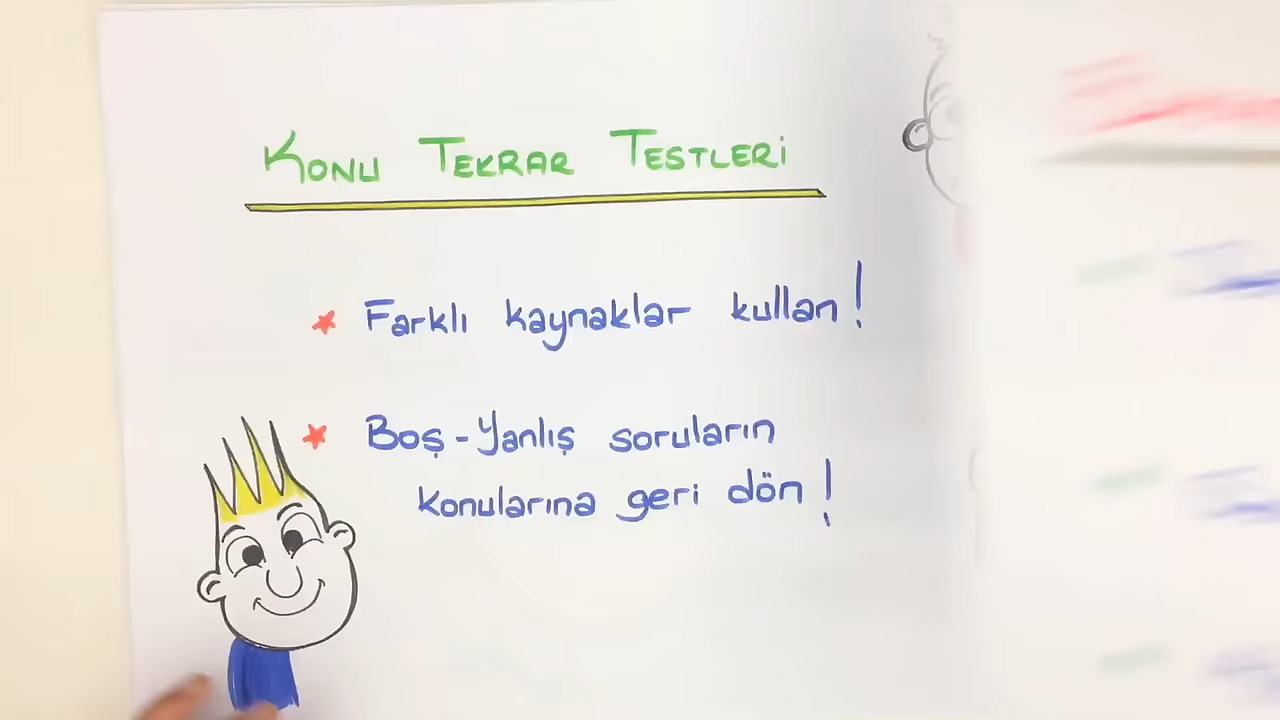 KONU TEKRAR TESTLERİ
Farklı kaynaklar kullan!
Boş-Yanlış soruların
konularına geri dön!